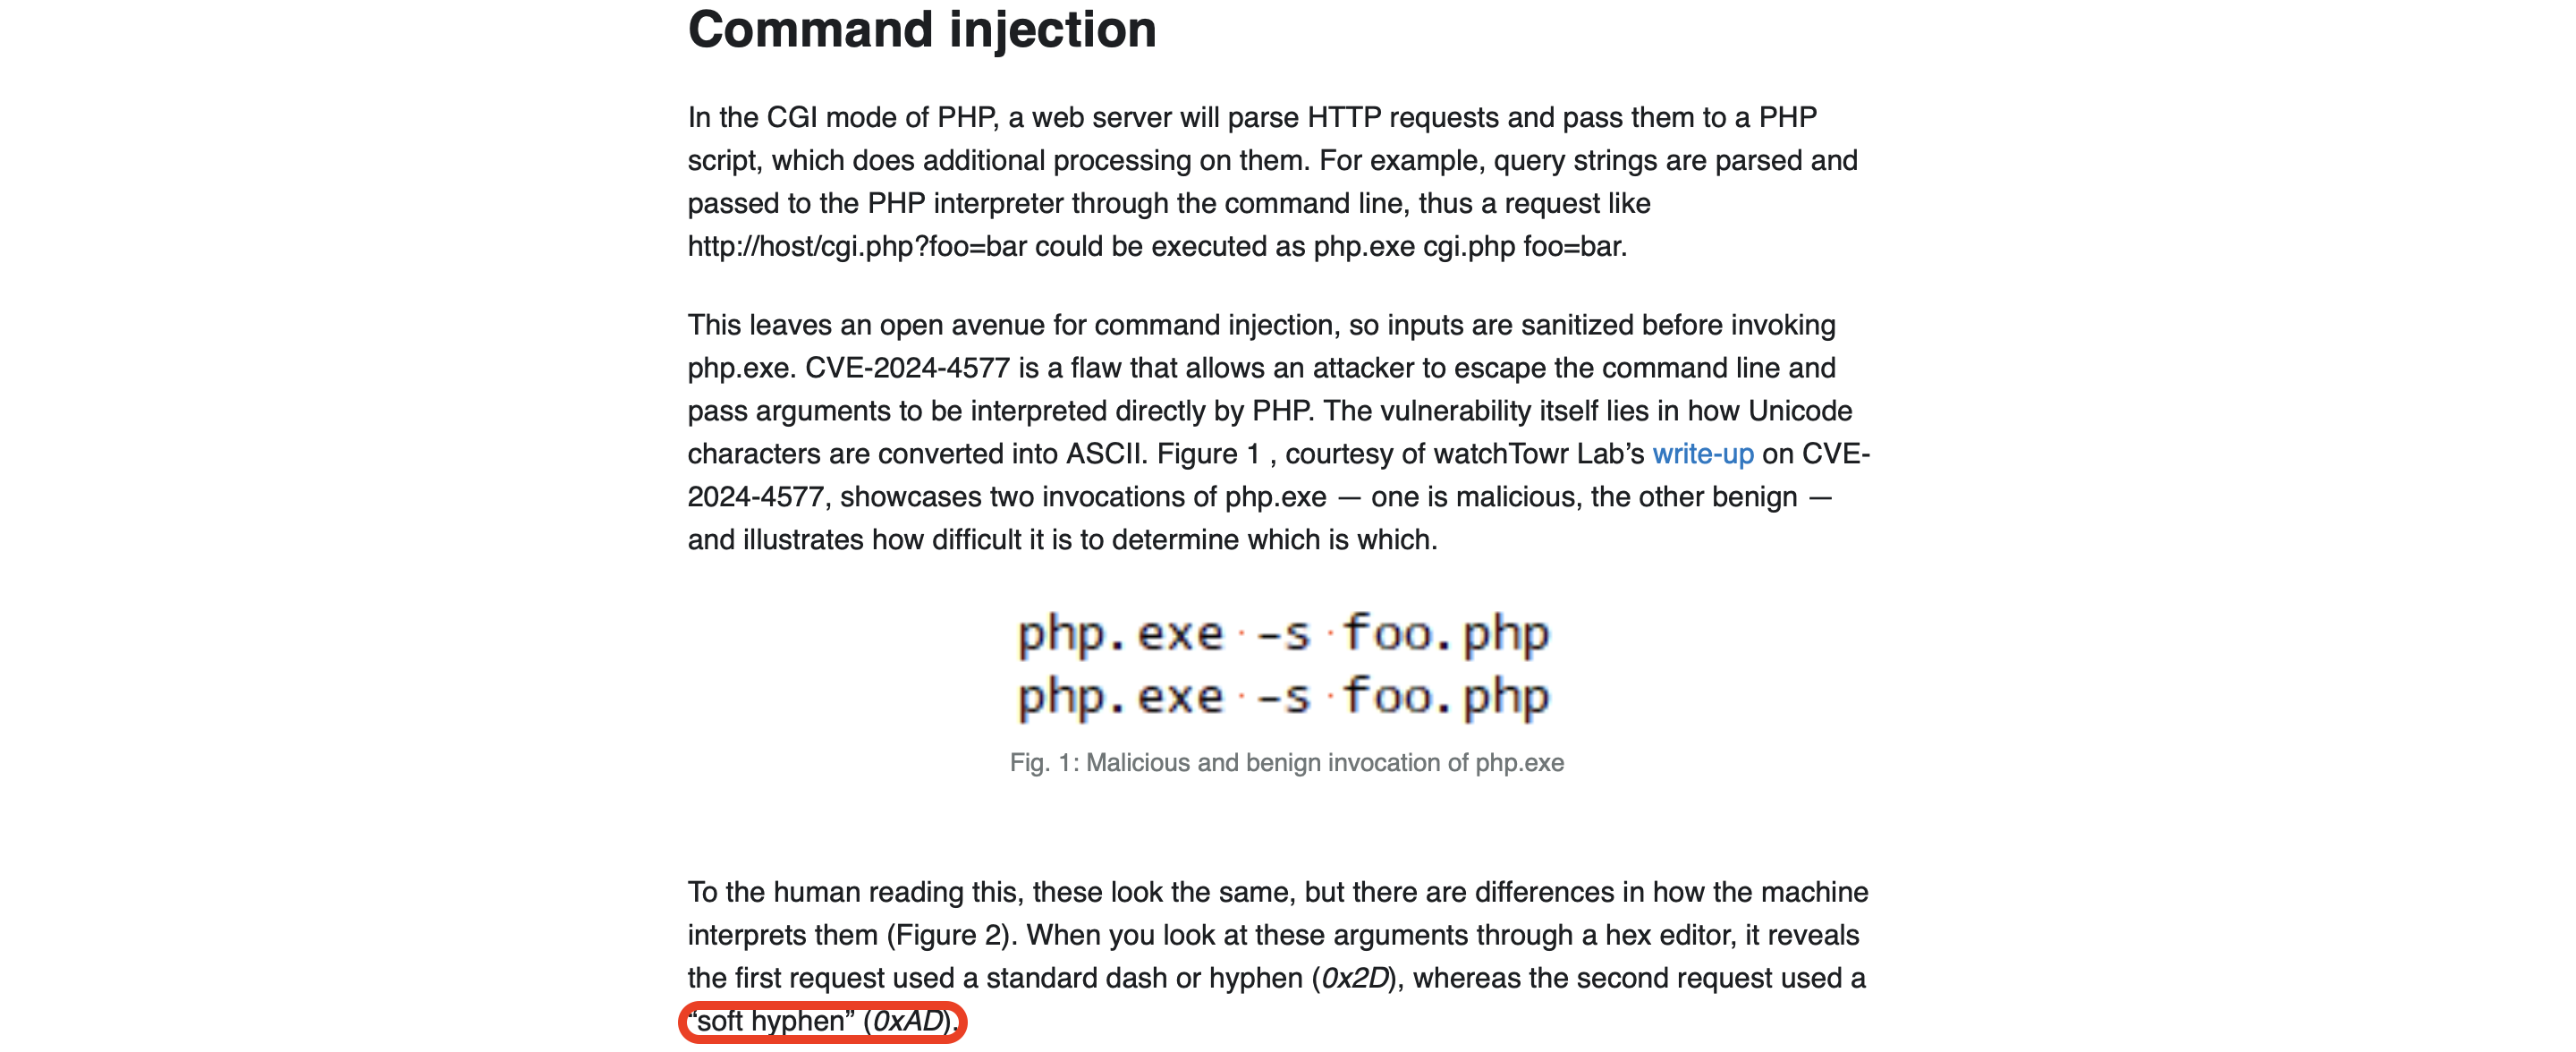 Command injection
In the CGI mode of PHP, a web server will parse HTTP requests and pass them to a PHP
script, which does additional processing on them. For example, query strings are parsed and
passed to the PHP interpreter through the command line, thus a request like
http://host/cgi.php?foo=bar could be executed as php.exe cgi.php foo=bar.
This leaves an open avenue for command injection, so inputs are sanitized before invoking
php.exe. CVE-2024-4577 is a flaw that allows an attacker to escape the command line and
pass arguments to be interpreted directly by PHP. The vulnerability itself lies in how Unicode
characters are converted into ASCII. Figure 1 , courtesy of watchTowr Lab’s write-up on CVE-
2024-4577, showcases two invocations of php.exe — one is malicious, the other benign —
and illustrates how difficult it is to determine which is which.
php.exe·-s·foo.php
php.exe·-s·foo.php
Fig. 1: Malicious and benign invocation of php.exe
To the human reading this, these look the same, but there are differences in how the machine
interprets them (Figure 2). When you look at these arguments through a hex editor, it reveals
the first request used a standard dash or hyphen (0x2D), whereas the second request used a
“soft hyphen” (0xAD).